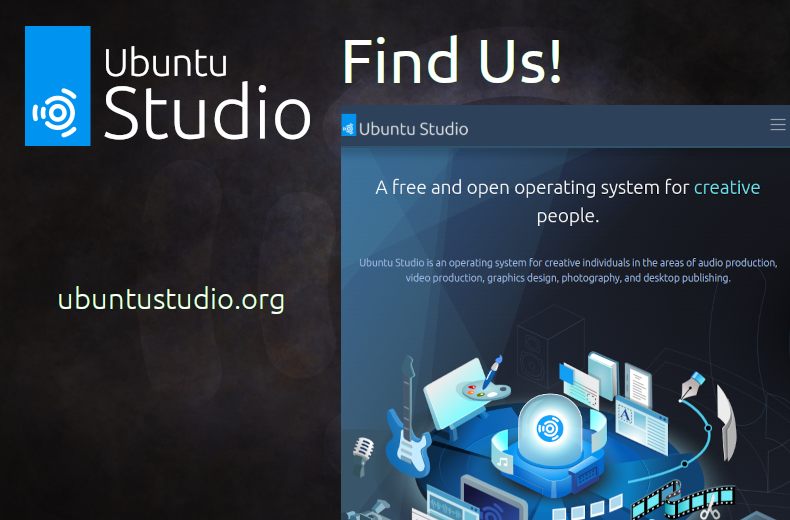 Ubuntu
Studio
Find Us!
Ubuntu Studio
A free and open operating system for creative
people.
Ubuntu Studio is an operating system for creative individuals in the areas of audio production,
video production, graphics design, photography, and desktop publishing.
ubuntustudio.org
A